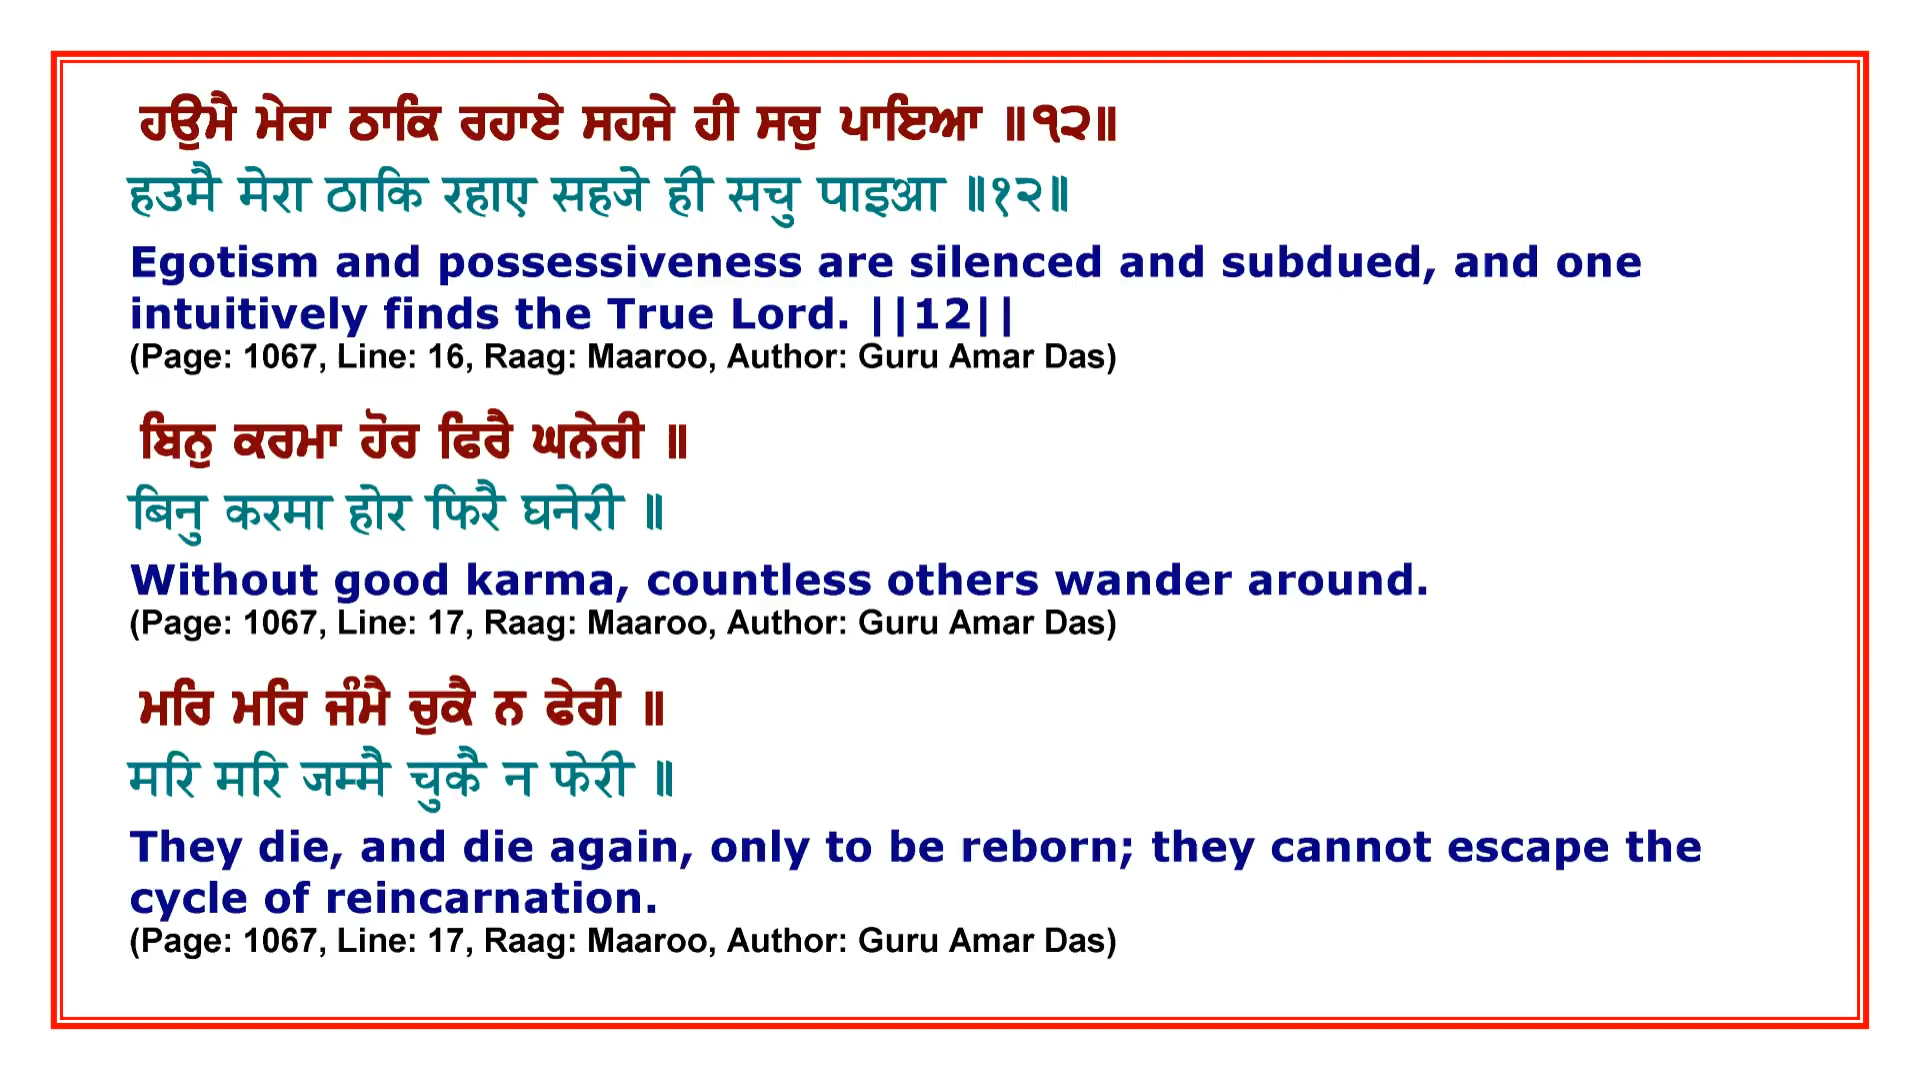 ਹਉਮੈ ਮੇਰਾ ਠਾਕਿ ਰਹਾਏ ਸਹਜੇ ਹੀ ਸਚੁ ਪਾਇਆ ॥੧੨॥
हउमै मेरा ठाकि रहाए सहजे ही सचु पाइआ ॥१२॥
Egotism and possessiveness are silenced and subdued, and one
intuitively finds the True Lord. ||12||
(Page: 1067, Line: 16, Raag: Maaroo, Author: Guru Amar Das)
ਬਿਨੁ ਕਰਮਾ ਹੋਰ ਫਿਰੈ ਘਨੇਰੀ ॥
बिनु करमा होर फिरै घनेरी ॥
Without good karma, countless others wander around.
(Page: 1067, Line: 17, Raag: Maaroo, Author: Guru Amar Das)
ਮਰਿ ਮਰਿ ਜੰਮੈ ਚੁਕੈ ਨ ਫੇਰੀ ॥
मरि मरि जम्मै चुकै न फेरी ॥
They die, and die again, only to be reborn; they cannot escape the
cycle of reincarnation.
(Page: 1067, Line: 17, Raag: Maaroo, Author: Guru Amar Das)